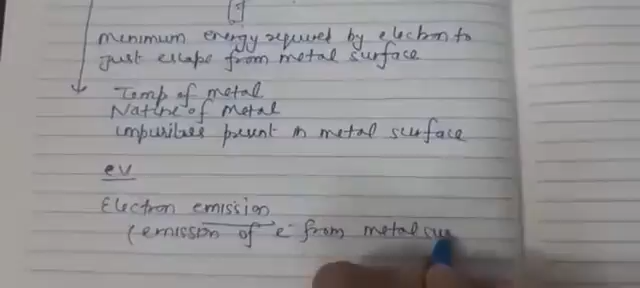 minimum energy required by electron to
just escape from metal surface
Temp of metal
Nature of metal
impurities present in metal surface
ev
Electron emission
(emission of e⁻ from metal sur